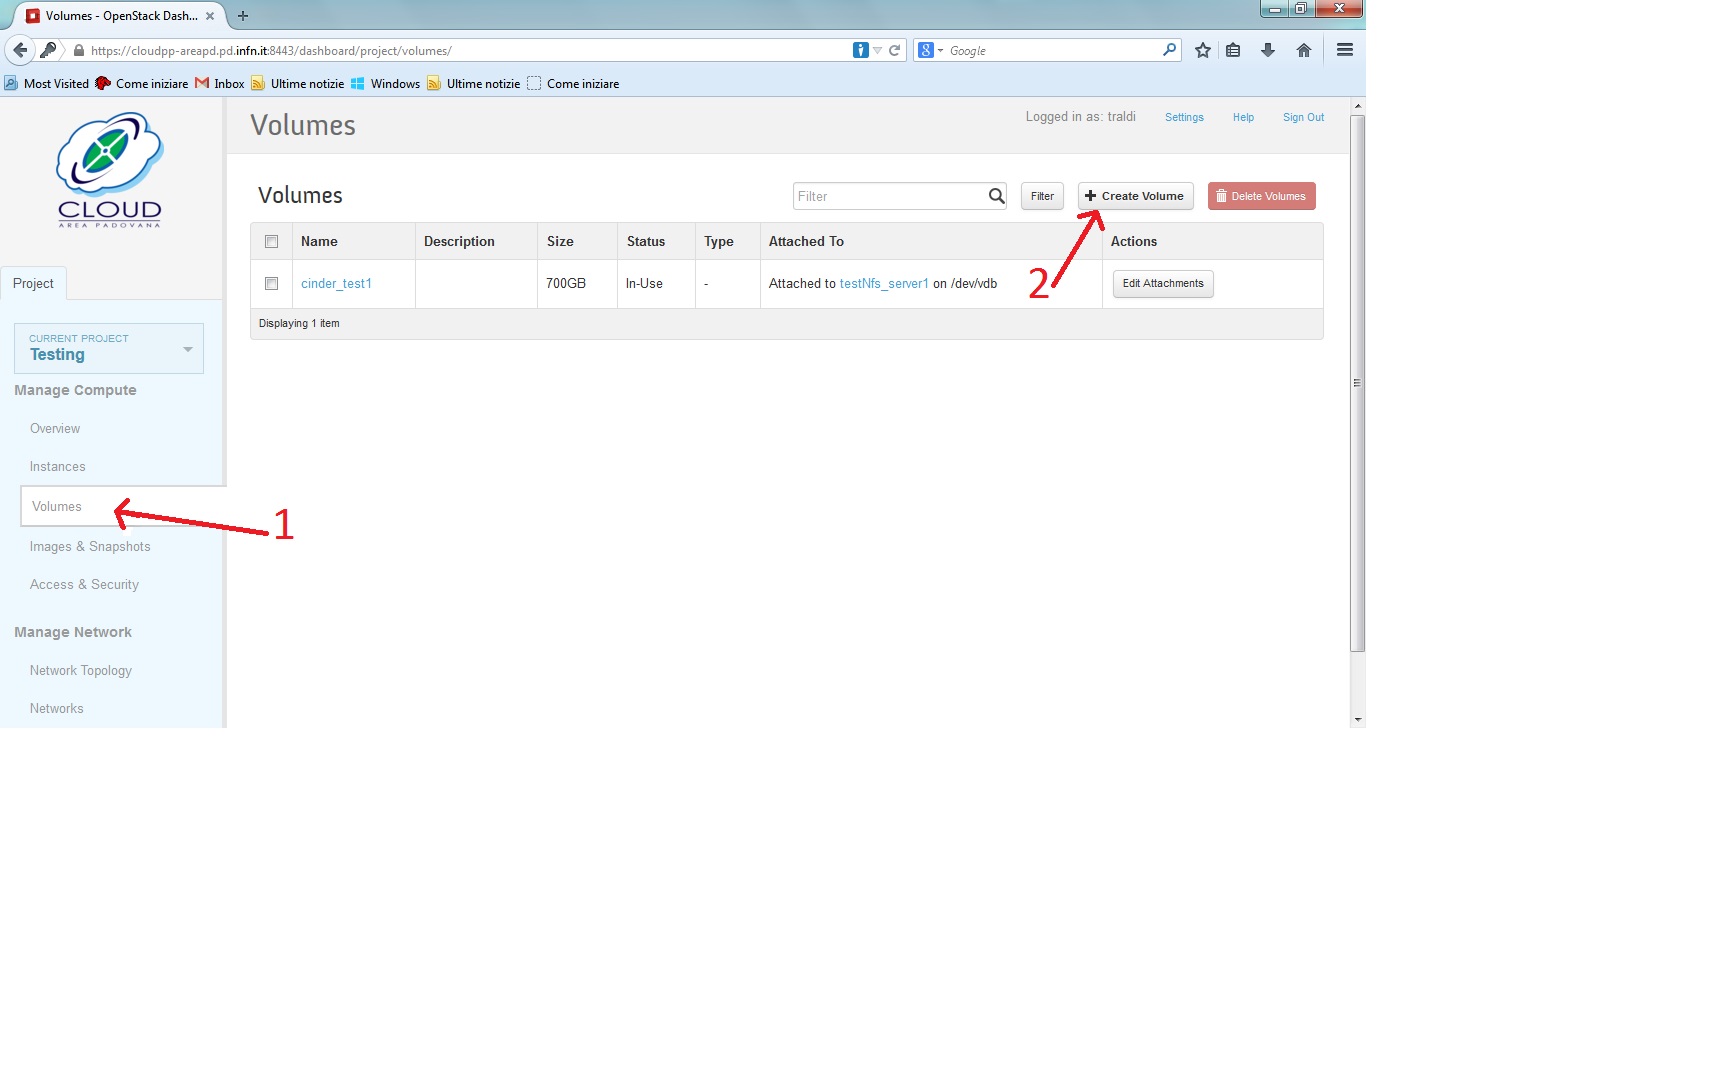 Volumes - OpenStack Dash...
https://cloudpp-areapd.pd.infn.it:8443/dashboard/project/volumes/
Google
Most Visited Come iniziare Inbox Ultime notizie Windows Ultime notizie Come iniziare
CLOUD
AREA PADOVANA
Project
CURRENT PROJECT
Testing
Manage Compute
Overview
Instances
Volumes
1
Images & Snapshots
Access & Security
Manage Network
Network Topology
Networks
Volumes
Logged in as: traldi Settings Help Sign Out
Volumes
Filter Filter Create Volume Delete Volumes
Name Description Size Status Type Attached To Actions
cinder_test1 700GB In-Use - Attached to testNfs_server1 on /dev/vdb Edit Attachments
2
Displaying 1 item